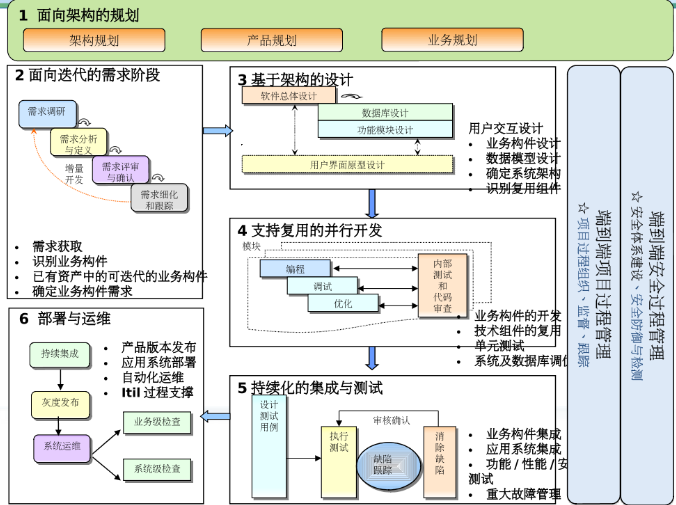 1 面向架构的规划
架构规划
产品规划
业务规划
2 面向迭代的需求阶段
需求调研
需求分析
与定义
需求评审
与确认
需求细化
和跟踪
增量
开发
• 需求获取
• 识别业务构件
• 已有资产中的可迭代的业务构件
• 确定业务构件需求
3 基于架构的设计
软件总体设计
数据库设计
功能模块设计
用户界面原型设计
用户交互设计
• 业务构件设计
• 数据模型设计
• 确定系统架构
• 识别复用组件
4 支持复用的并行开发
模块
编程
调试
优化
内部
测试
和
代码
审查
• 业务构件的开发
• 技术组件的复用
• 单元测试
• 系统及数据库调优
5 持续化的集成与测试
设计
测试
用例
执行
测试
审核确认
缺陷
跟踪
消
除
缺
陷
• 业务构件集成
• 应用系统集成
• 功能 / 性能 / 安
测试
• 重大故障管理
6 部署与运维
持续集成
灰度发布
系统运维
业务级检查
系统级检查
• 产品版本发布
• 应用系统部署
• 自动化运维
• Itil 过程支撑
端到端项目过程管理
☆ 项目过程组织、监督、跟踪
端到端安全过程管理
☆ 安全体系建设、安全防御与检测